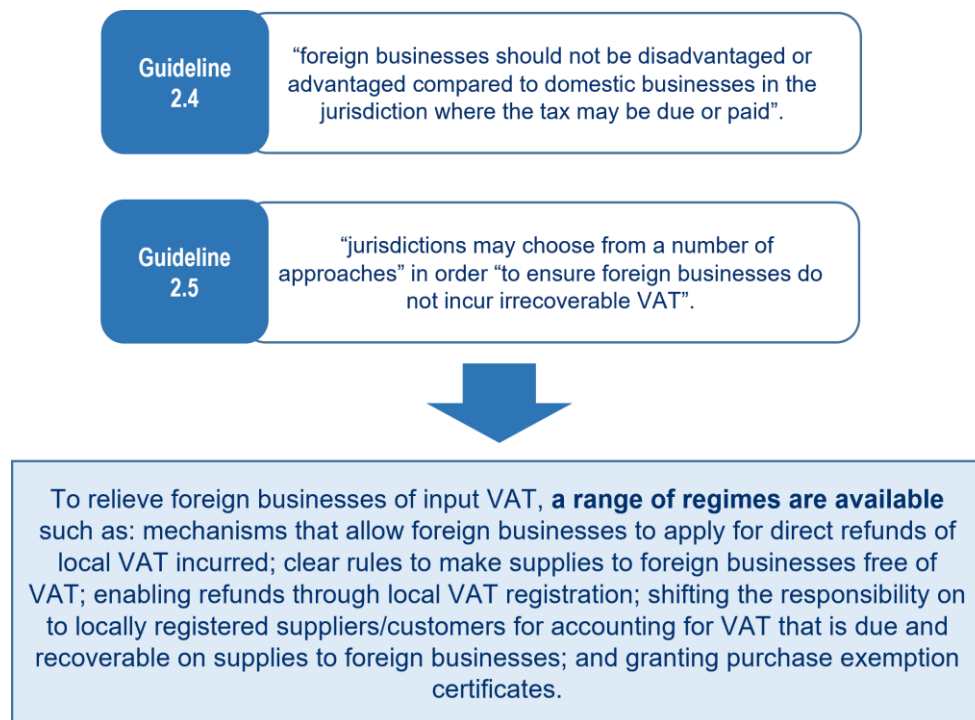 Guideline
2.4
“foreign businesses should not be disadvantaged or
advantaged compared to domestic businesses in the
jurisdiction where the tax may be due or paid”.
Guideline
2.5
“jurisdictions may choose from a number of
approaches” in order “to ensure foreign businesses do
not incur irrecoverable VAT”.
To relieve foreign businesses of input VAT, a range of regimes are available
such as: mechanisms that allow foreign businesses to apply for direct refunds of
local VAT incurred; clear rules to make supplies to foreign businesses free of
VAT; enabling refunds through local VAT registration; shifting the responsibility on
to locally registered suppliers/customers for accounting for VAT that is due and
recoverable on supplies to foreign businesses; and granting purchase exemption
certificates.